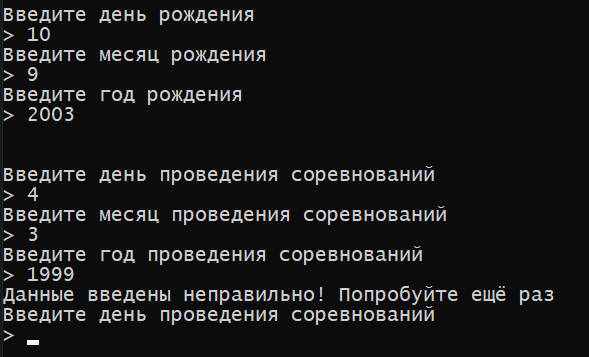 Введите день рождения
> 10
Введите месяц рождения
> 9
Введите год рождения
> 2003
Введите день проведения соревнований
> 4
Введите месяц проведения соревнований
> 3
Введите год проведения соревнований
> 1999
Данные введены неправильно! Попробуйте ещё раз
Введите день проведения соревнований
>